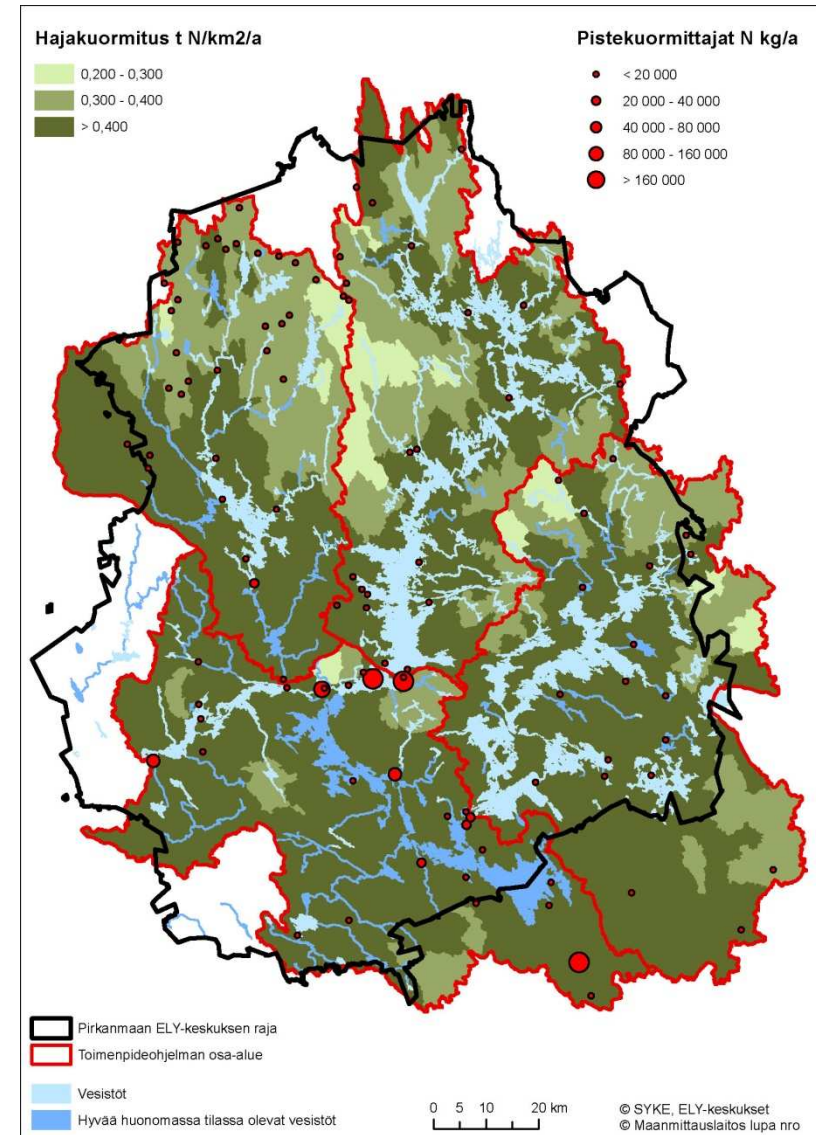 Hajakuormitus t N/km2/a
0,200 - 0,300
0,300 - 0,400
> 0,400
Pistekuormittajat N kg/a
< 20 000
20 000 - 40 000
40 000 - 80 000
80 000 - 160 000
> 160 000
Pirkanmaan ELY-keskuksen raja
Toimenpideohjelman osa-alue
Vesistöt
Hyvää huonomassa tilassa olevat vesistöt
0 5 10 20 km
© SYKE, ELY-keskukset
© Maanmittauslaitos lupa nro